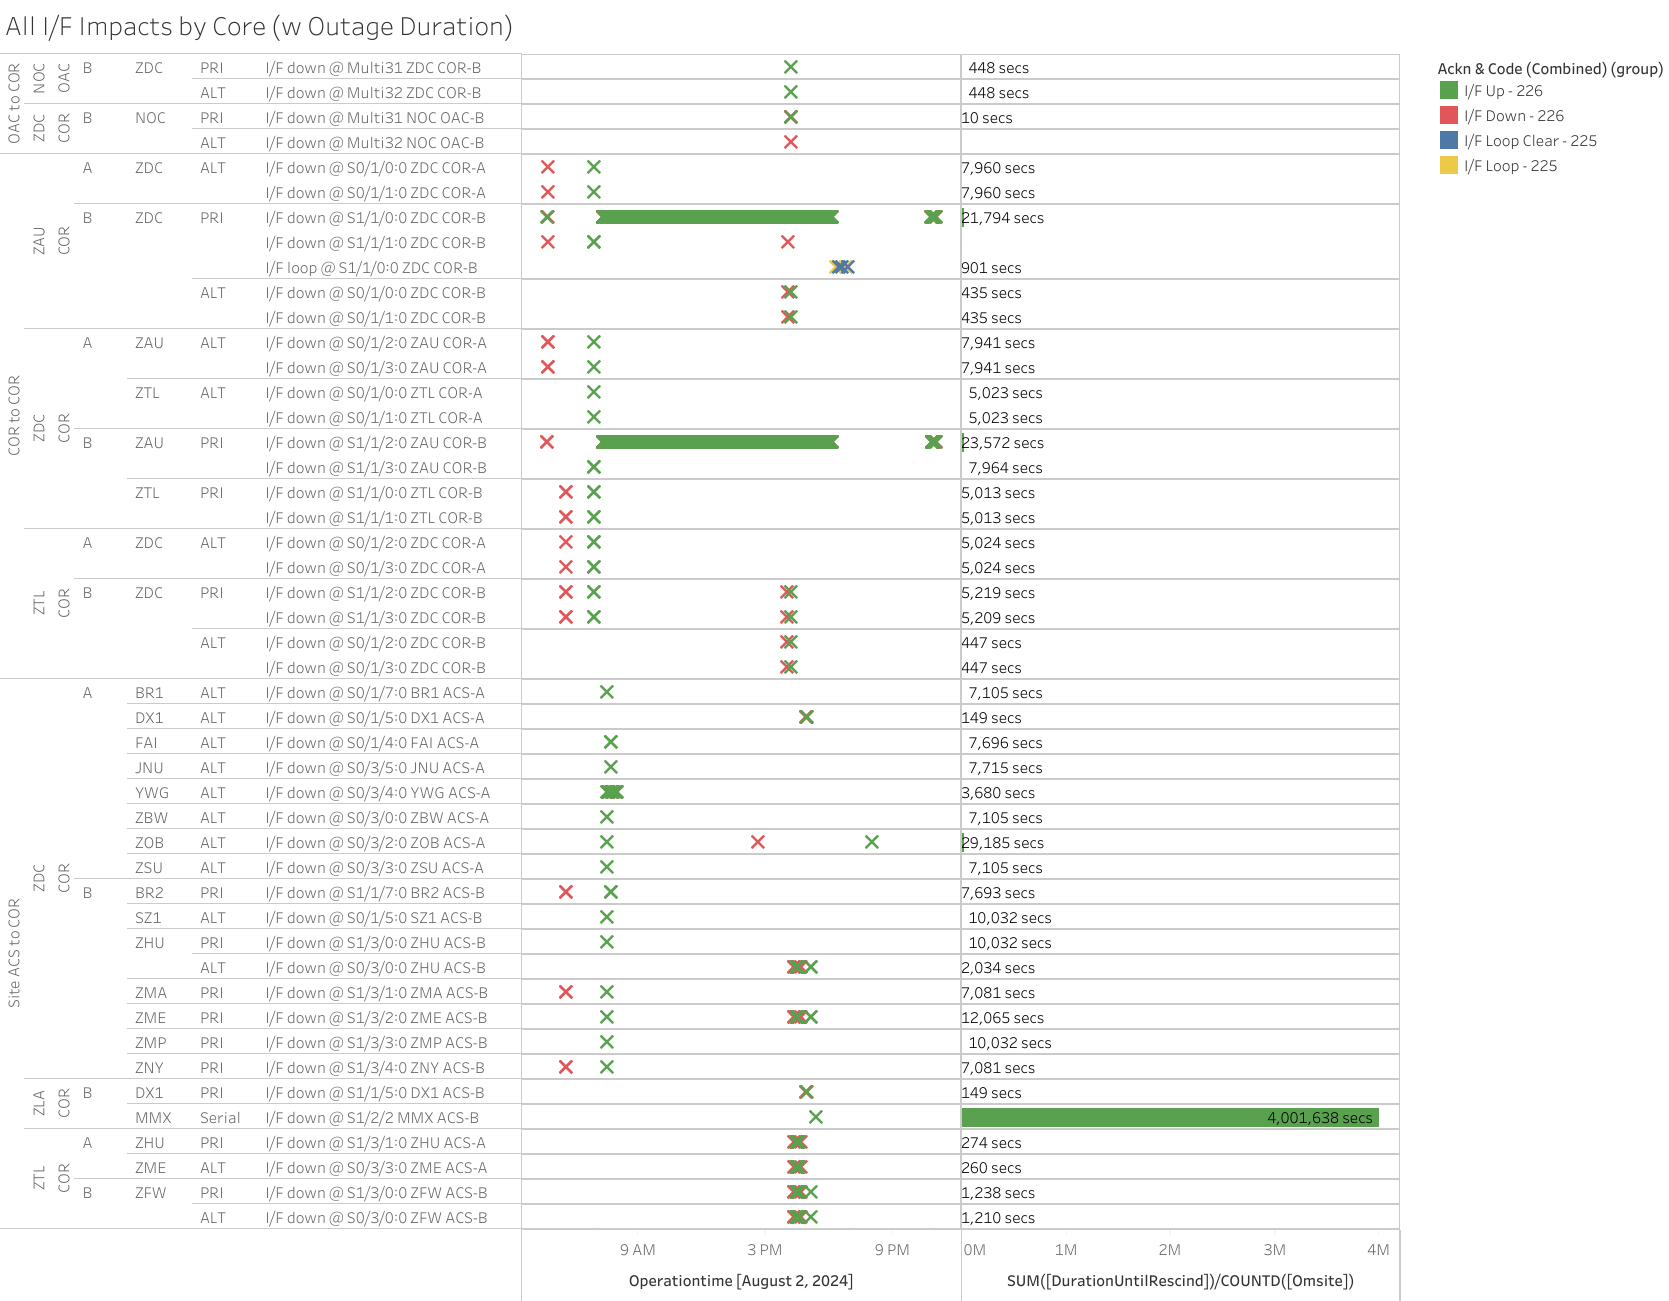 All I/F Impacts by Core (w Outage Duration)
Ackn & Code (Combined) (group)
I/F Up - 226
I/F Down - 226
I/F Loop Clear - 225
I/F Loop - 225
OAC to COR NOC OAC B ZDC PRI I/F down @ Multi31 ZDC COR-B 448 secs
ALT I/F down @ Multi32 ZDC COR-B 448 secs
ZDC COR B NOC PRI I/F down @ Multi31 NOC OAC-B 10 secs
ALT I/F down @ Multi32 NOC OAC-B
COR to COR ZAU COR A ZDC ALT I/F down @ S0/1/0:0 ZDC COR-A 7,960 secs
I/F down @ S0/1/1:0 ZDC COR-A 7,960 secs
B ZDC PRI I/F down @ S1/1/0:0 ZDC COR-B 21,794 secs
I/F down @ S1/1/1:0 ZDC COR-B
I/F loop @ S1/1/0:0 ZDC COR-B 901 secs
ALT I/F down @ S0/1/0:0 ZDC COR-B 435 secs
I/F down @ S0/1/1:0 ZDC COR-B 435 secs
ZDC COR A ZAU ALT I/F down @ S0/1/2:0 ZAU COR-A 7,941 secs
I/F down @ S0/1/3:0 ZAU COR-A 7,941 secs
ZTL ALT I/F down @ S0/1/0:0 ZTL COR-A 5,023 secs
I/F down @ S0/1/1:0 ZTL COR-A 5,023 secs
B ZAU PRI I/F down @ S1/1/2:0 ZAU COR-B 23,572 secs
I/F down @ S1/1/3:0 ZAU COR-B 7,964 secs
ZTL PRI I/F down @ S1/1/0:0 ZTL COR-B 5,013 secs
I/F down @ S1/1/1:0 ZTL COR-B 5,013 secs
ZTL COR A ZDC ALT I/F down @ S0/1/2:0 ZDC COR-A 5,024 secs
I/F down @ S0/1/3:0 ZDC COR-A 5,024 secs
B ZDC PRI I/F down @ S1/1/2:0 ZDC COR-B 5,219 secs
I/F down @ S1/1/3:0 ZDC COR-B 5,209 secs
ALT I/F down @ S0/1/2:0 ZDC COR-B 447 secs
I/F down @ S0/1/3:0 ZDC COR-B 447 secs
Site ACS to COR ZDC COR A BR1 ALT I/F down @ S0/1/7:0 BR1 ACS-A 7,105 secs
DX1 ALT I/F down @ S0/1/5:0 DX1 ACS-A 149 secs
FAI ALT I/F down @ S0/1/4:0 FAI ACS-A 7,696 secs
JNU ALT I/F down @ S0/3/5:0 JNU ACS-A 7,715 secs
YWG ALT I/F down @ S0/3/4:0 YWG ACS-A 3,680 secs
ZBW ALT I/F down @ S0/3/0:0 ZBW ACS-A 7,105 secs
ZOB ALT I/F down @ S0/3/2:0 ZOB ACS-A 29,185 secs
ZSU ALT I/F down @ S0/3/3:0 ZSU ACS-A 7,105 secs
B BR2 PRI I/F down @ S1/1/7:0 BR2 ACS-B 7,693 secs
SZ1 ALT I/F down @ S0/1/5:0 SZ1 ACS-B 10,032 secs
ZHU PRI I/F down @ S1/3/0:0 ZHU ACS-B 10,032 secs
ALT I/F down @ S0/3/0:0 ZHU ACS-B 2,034 secs
ZMA PRI I/F down @ S1/3/1:0 ZMA ACS-B 7,081 secs
ZME PRI I/F down @ S1/3/2:0 ZME ACS-B 12,065 secs
ZMP PRI I/F down @ S1/3/3:0 ZMP ACS-B 10,032 secs
ZNY PRI I/F down @ S1/3/4:0 ZNY ACS-B 7,081 secs
ZLA COR B DX1 PRI I/F down @ S1/1/5:0 DX1 ACS-B 149 secs
MMX Serial I/F down @ S1/2/2 MMX ACS-B 4,001,638 secs
ZTL COR A ZHU PRI I/F down @ S1/3/1:0 ZHU ACS-A 274 secs
ZME ALT I/F down @ S0/3/3:0 ZME ACS-A 260 secs
B ZFW PRI I/F down @ S1/3/0:0 ZFW ACS-B 1,238 secs
ALT I/F down @ S0/3/0:0 ZFW ACS-B 1,210 secs
9 AM 3 PM 9 PM 0M 1M 2M 3M 4M
Operationtime [August 2, 2024] SUM([DurationUntilRescind])/COUNTD([Omsite])